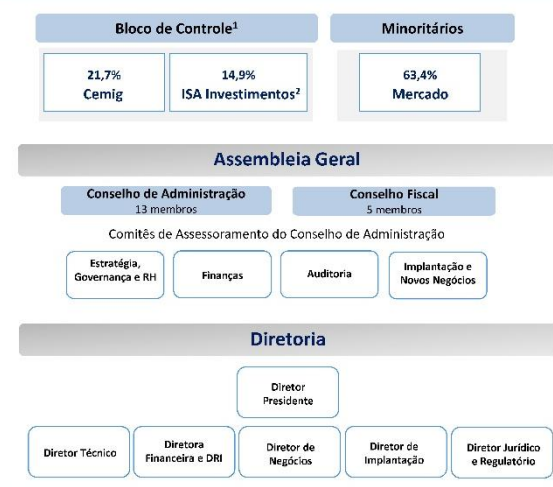 Bloco de Controle¹
Minoritários
21,7%
Cemig
14,9%
ISA Investimentos²
63,4%
Mercado
Assembleia Geral
Conselho de Administração
13 membros
Conselho Fiscal
5 membros
Comitês de Assessoramento do Conselho de Administração
Estratégia,
Governança e RH
Finanças
Auditoria
Implantação e
Novos Negócios
Diretoria
Diretor
Presidente
Diretor Técnico
Diretora
Financeira e DRI
Diretor de
Negócios
Diretor de
Implantação
Diretor Jurídico
e Regulatório